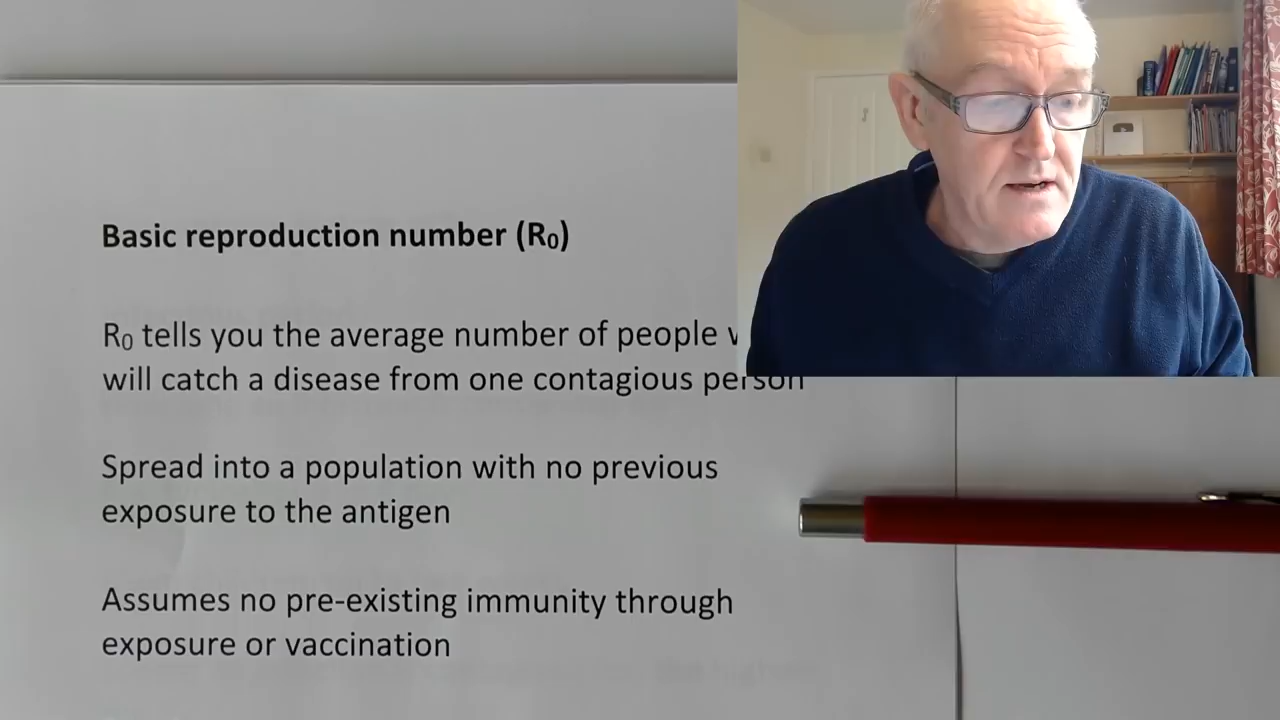 Basic reproduction number (R₀)
R₀ tells you the average number of people
will catch a disease from one contagious person
Spread into a population with no previous
exposure to the antigen
Assumes no pre-existing immunity through
exposure or vaccination